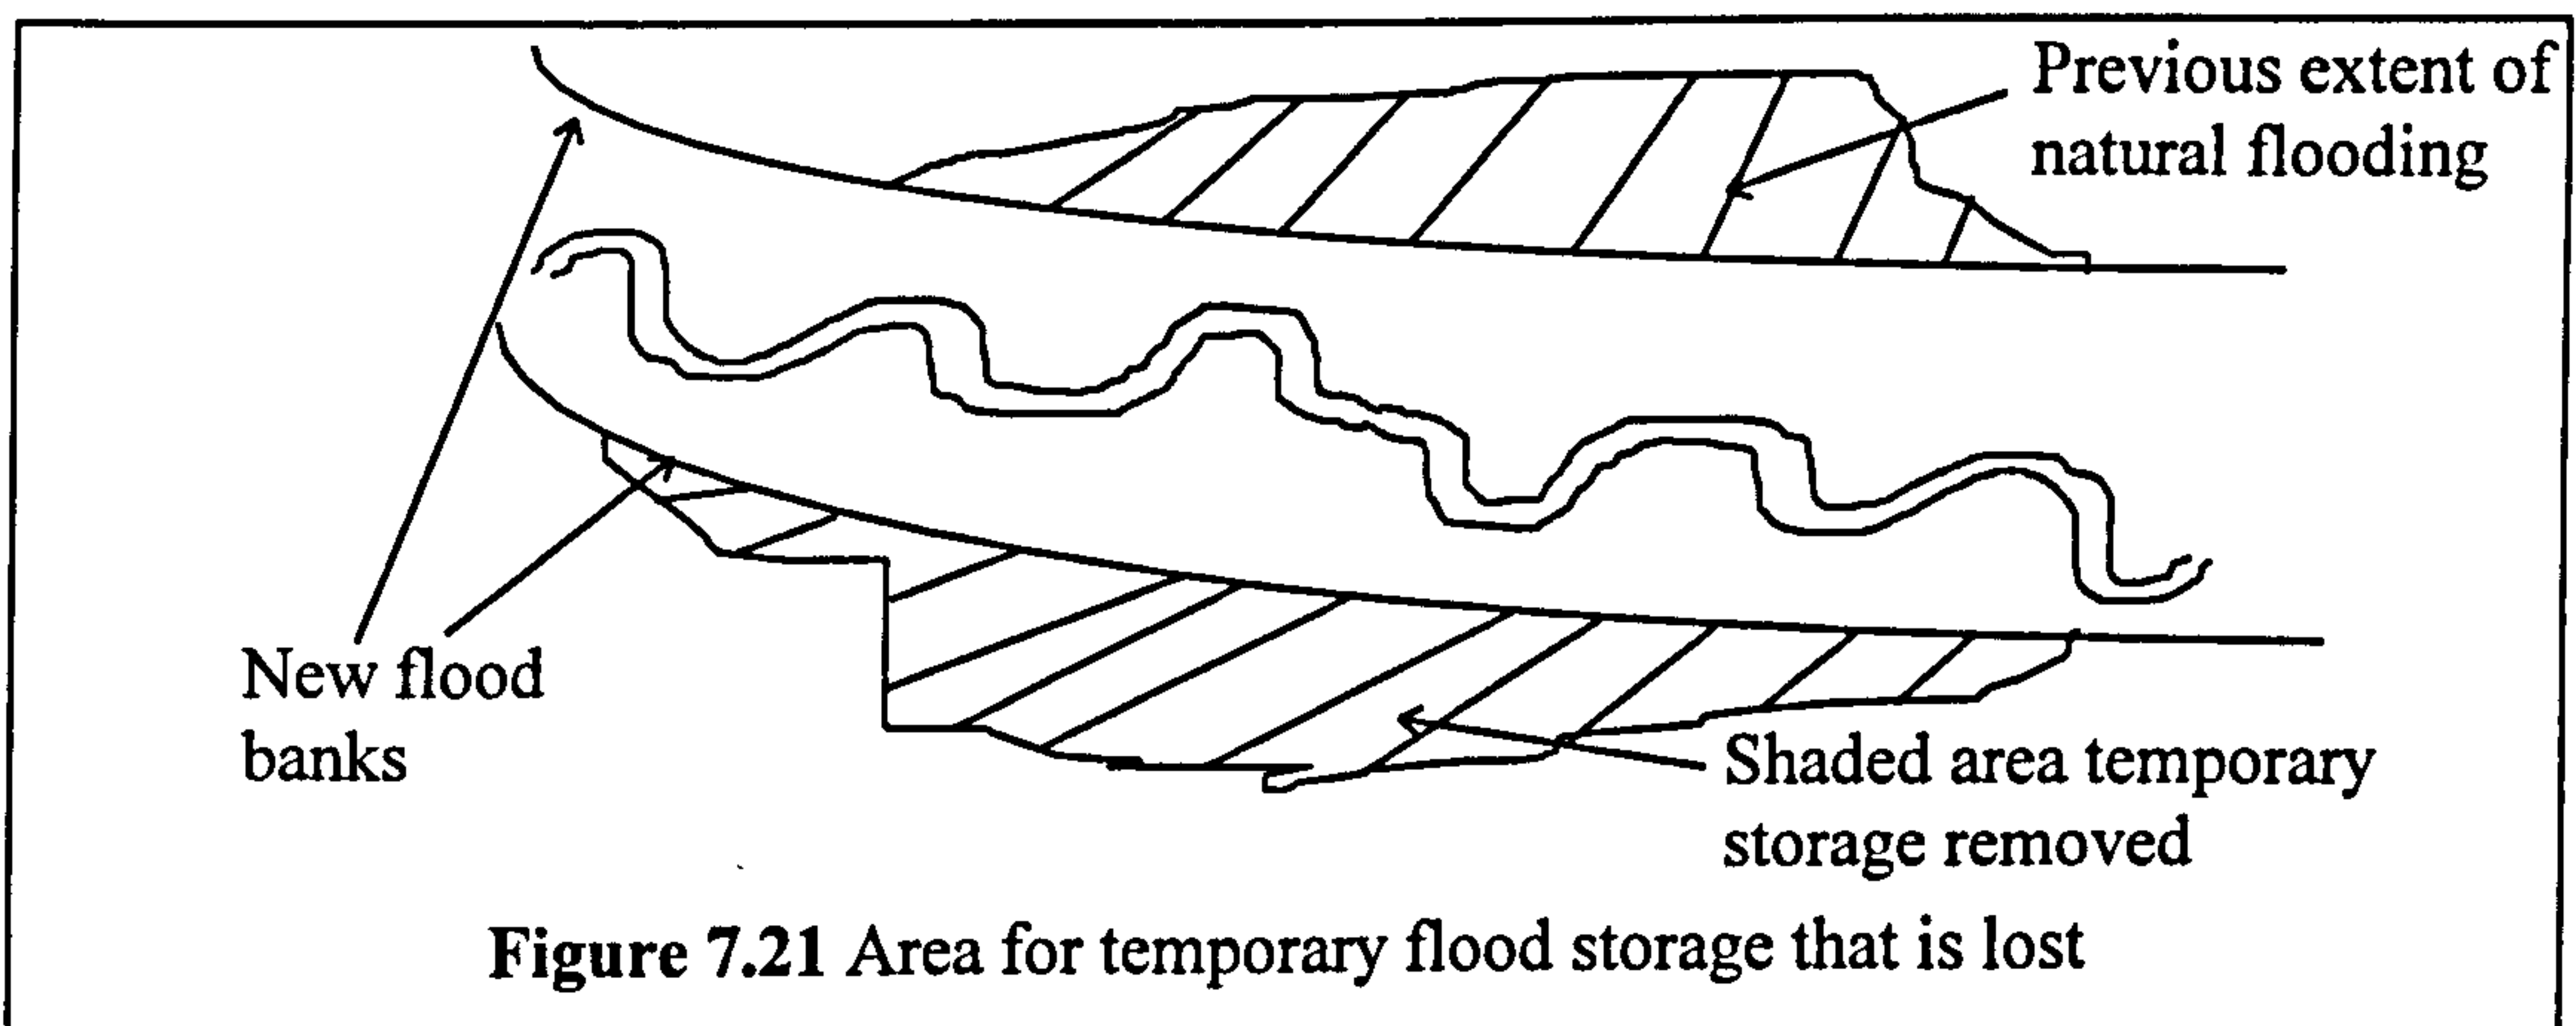 Previous extent of
natural flooding
New flood
banks
Shaded area temporary
storage removed
Figure 7.21 Area for temporary flood storage that is lost